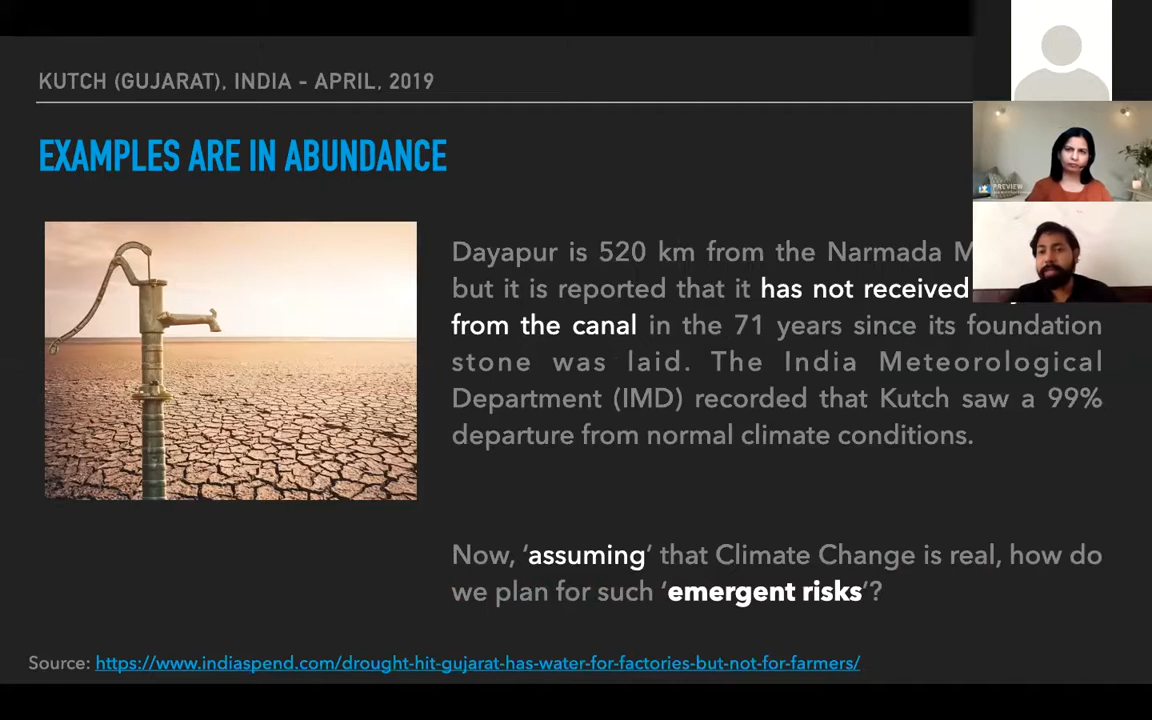 KUTCH (GUJARAT), INDIA - APRIL, 2019
EXAMPLES ARE IN ABUNDANCE
PREVIEW
Dayapur is 520 km from the Narmada
but it is reported that it has not received
from the canal in the 71 years since its foundation
stone was laid. The India Meteorological
Department (IMD) recorded that Kutch saw a 99%
departure from normal climate conditions.
Now, ‘assuming’ that Climate Change is real, how do
we plan for such ‘emergent risks’?
Source: https://www.indiaspend.com/drought-hit-gujarat-has-water-for-factories-but-not-for-farmers/